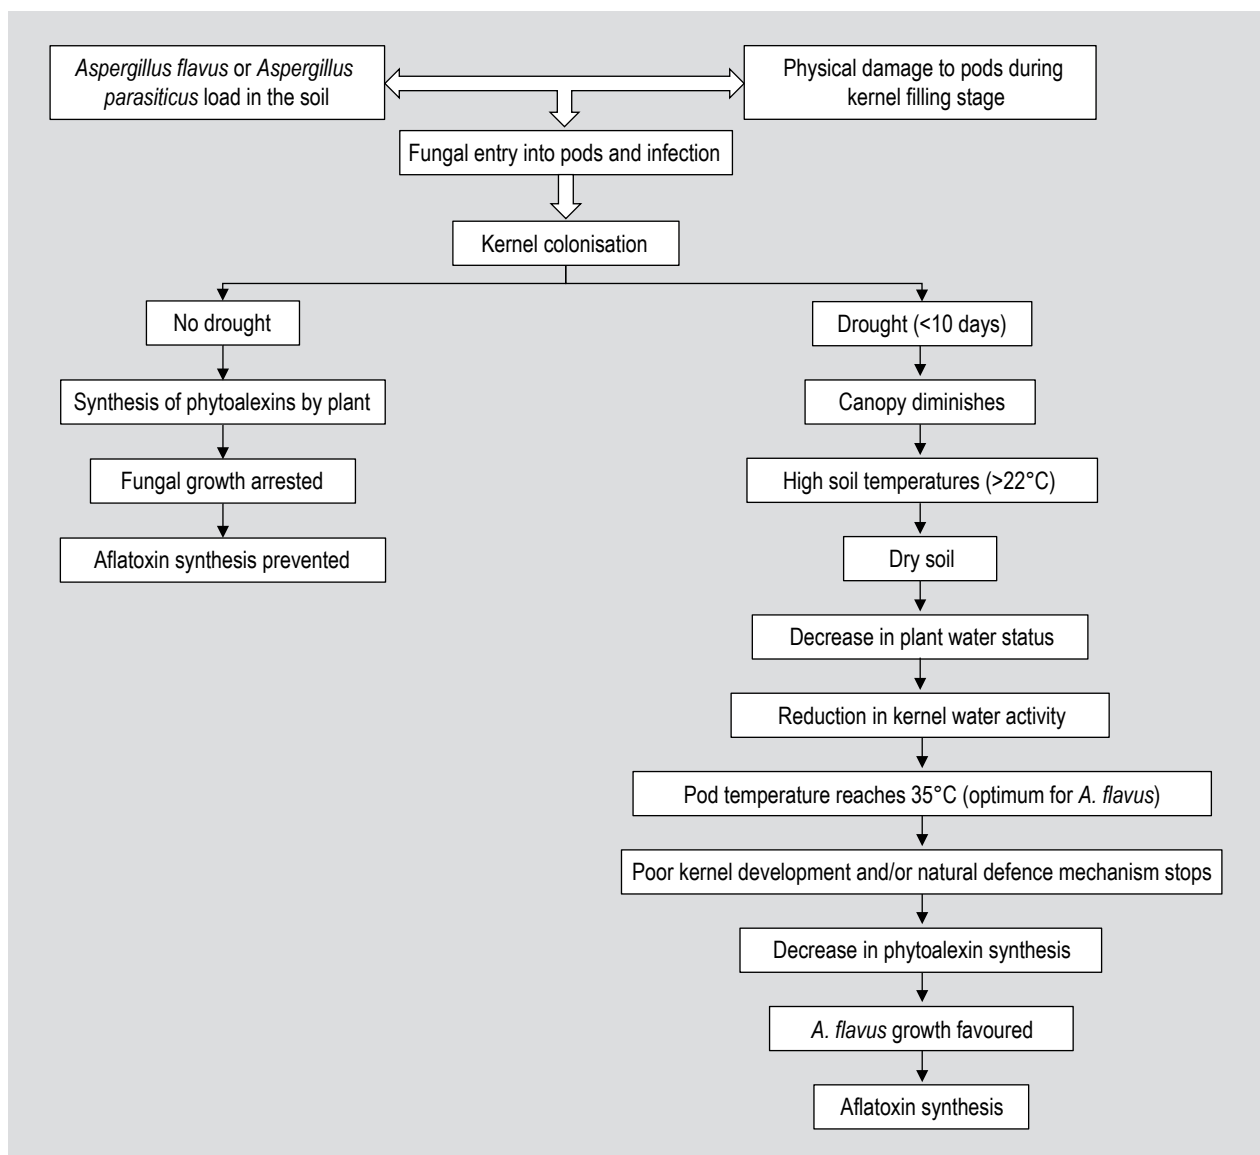 Aspergillus flavus or Aspergillus
parasiticus load in the soil
Physical damage to pods during
kernel filling stage
Fungal entry into pods and infection
Kernel colonisation
No drought
Synthesis of phytoalexins by plant
Fungal growth arrested
Aflatoxin synthesis prevented
Drought (<10 days)
Canopy diminishes
High soil temperatures (>22°C)
Dry soil
Decrease in plant water status
Reduction in kernel water activity
Pod temperature reaches 35°C (optimum for A. flavus)
Poor kernel development and/or natural defence mechanism stops
Decrease in phytoalexin synthesis
A. flavus growth favoured
Aflatoxin synthesis